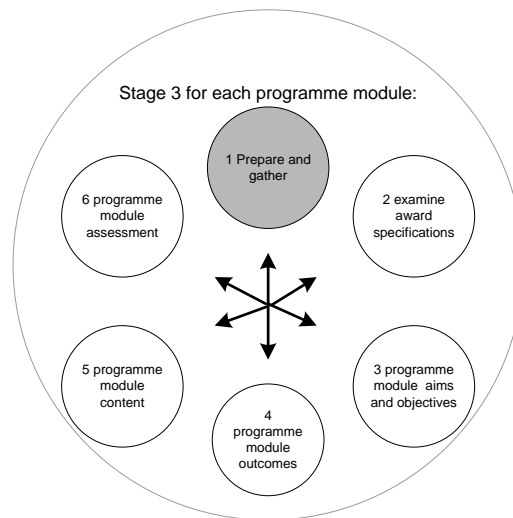 Stage 3 for each programme module:
1 Prepare and
gather
2 examine
award
specifications
3 programme
module aims
and objectives
4
programme
module
outcomes
5 programme
module
content
6 programme
module
assessment